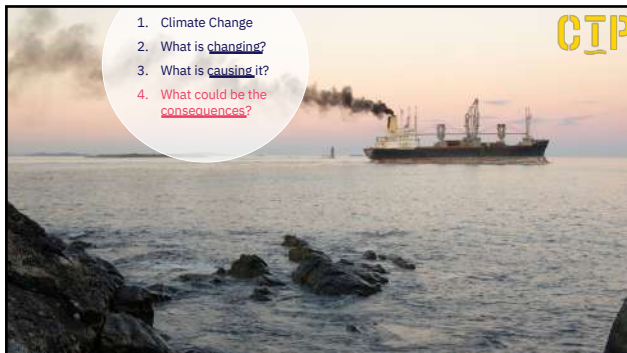 1. Climate Change
2. What is changing?
3. What is causing it?
4. What could be the
consequences?
CTP